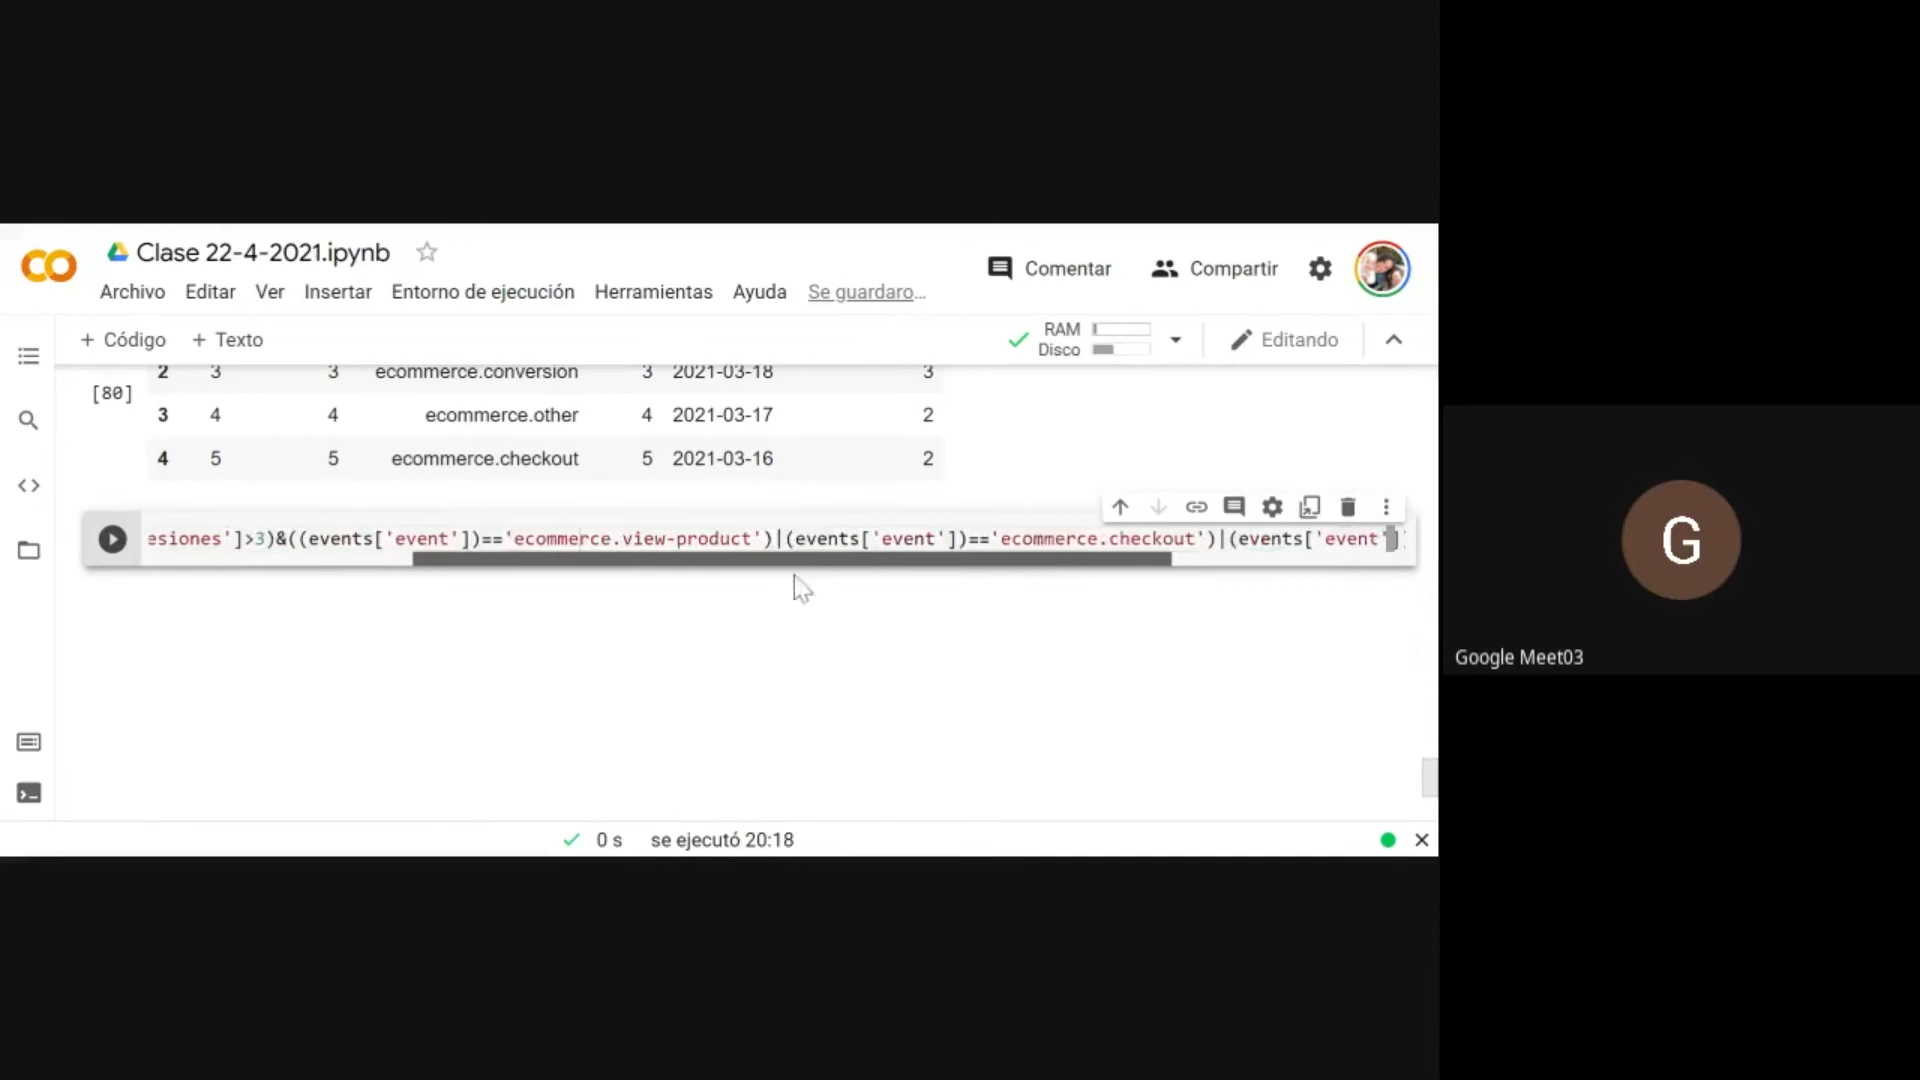 Clase 22-4-2021.ipynb
Comentar
Compartir
Archivo Editar Ver Insertar Entorno de ejecución Herramientas Ayuda Se guardaro...
+ Código + Texto
RAM
Disco
Editando
[80]
2 3 3 ecommerce.conversion 3 2021-03-18 3
3 4 4 ecommerce.other 4 2021-03-17 2
4 5 5 ecommerce.checkout 5 2021-03-16 2
esiones']>3)&((events['event'])=='ecommerce.view-product')|(events['event'])=='ecommerce.checkout')|(events['event']
0 s se ejecutó 20:18
G
Google Meet03